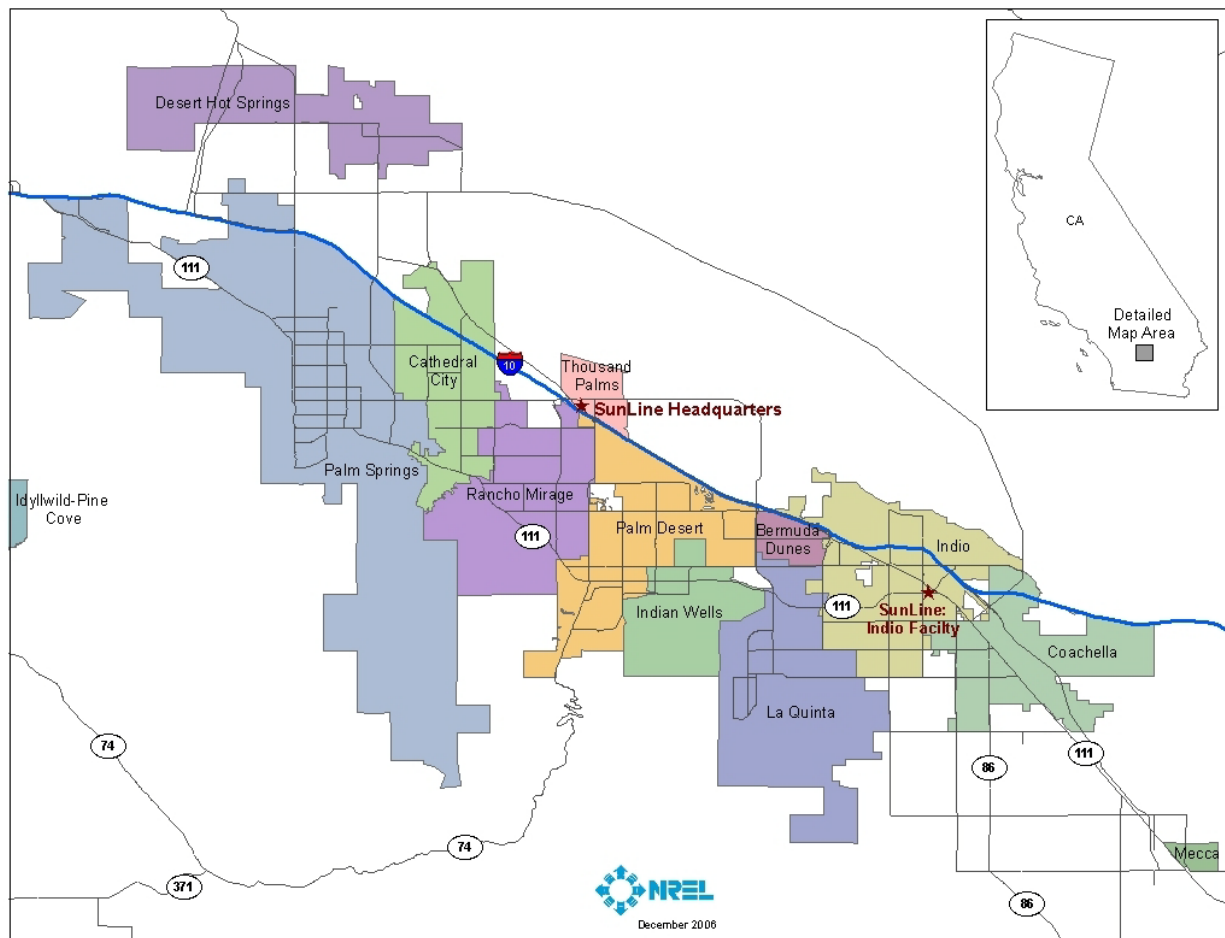 Desert Hot Springs
CA
111
Detailed
Map Area
Cathedral
City
10
Thousand
Palms
SunLine Headquarters
Palm Springs
Idyllwild-Pine
Cove
Rancho Mirage
111
Palm Desert
Bermuda
Dunes
Indio
111
Indian Wells
SunLine:
Indio Facilty
Coachella
La Quinta
74
111
86
74
Mecca
371
NREL
86
December 2006